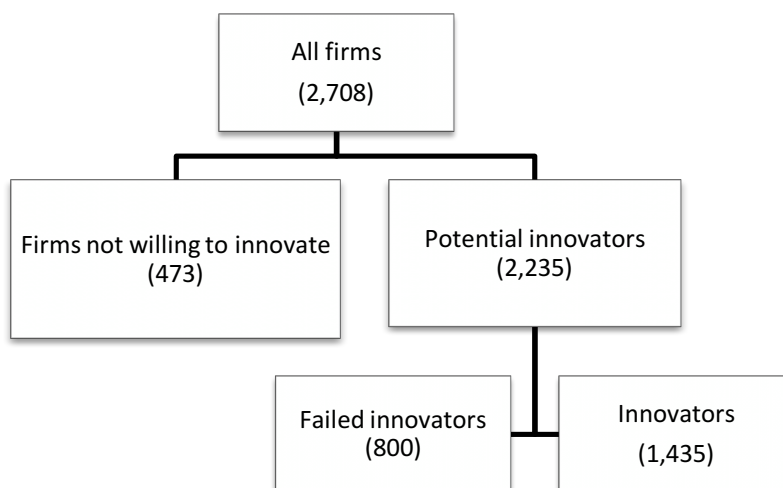 All firms
(2,708)
Firms not willing to innovate
(473)
Potential innovators
(2,235)
Failed innovators
(800)
Innovators
(1,435)